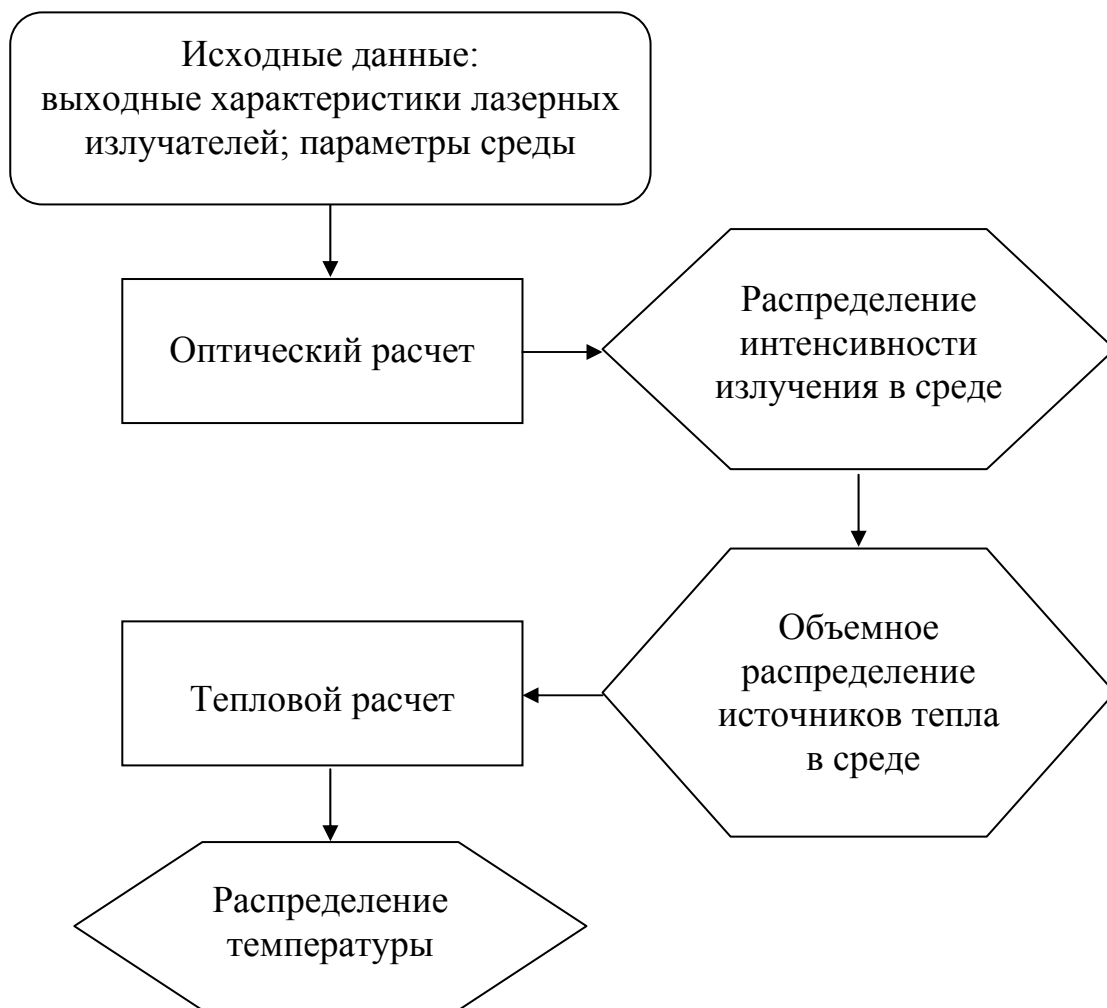 Исходные данные:
выходные характеристики лазерных
излучателей; параметры среды
Оптический расчет
Распределение
интенсивности
излучения в среде
Объемное
распределение
источников тепла
в среде
Тепловой расчет
Распределение
температуры